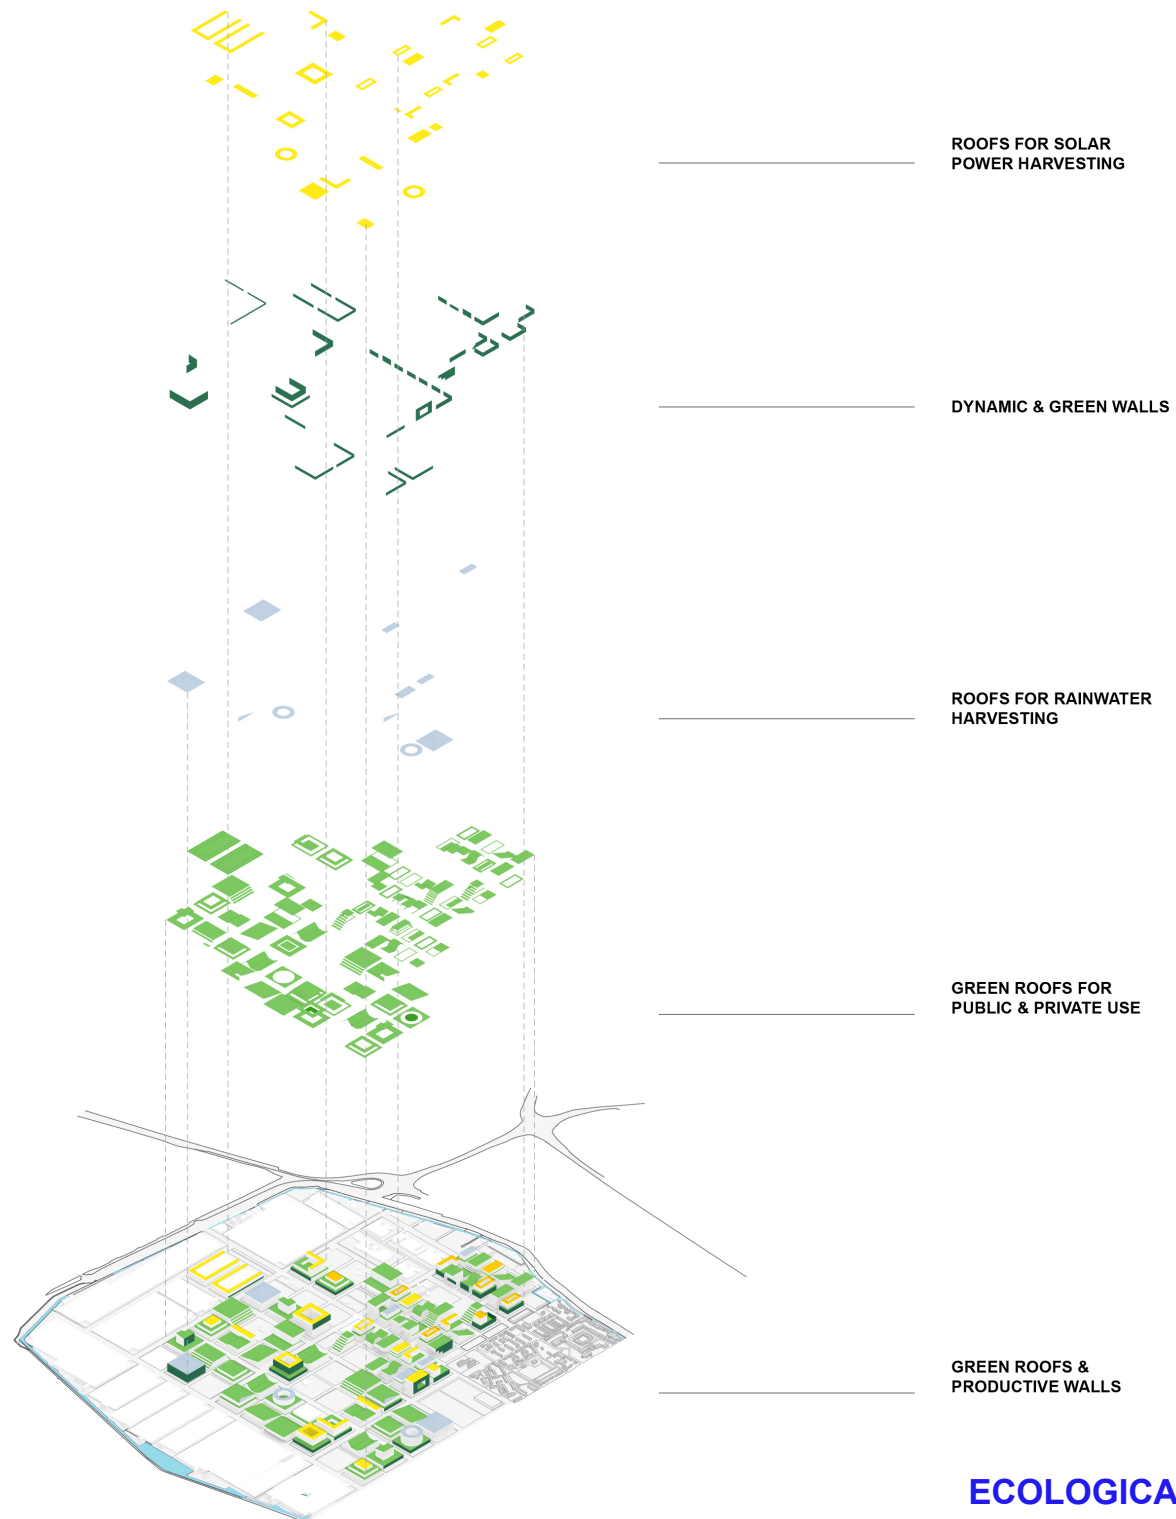 ROOFS FOR SOLAR
POWER HARVESTING
DYNAMIC & GREEN WALLS
ROOFS FOR RAINWATER
HARVESTING
GREEN ROOFS FOR
PUBLIC & PRIVATE USE
GREEN ROOFS &
PRODUCTIVE WALLS
ECOLOGICA